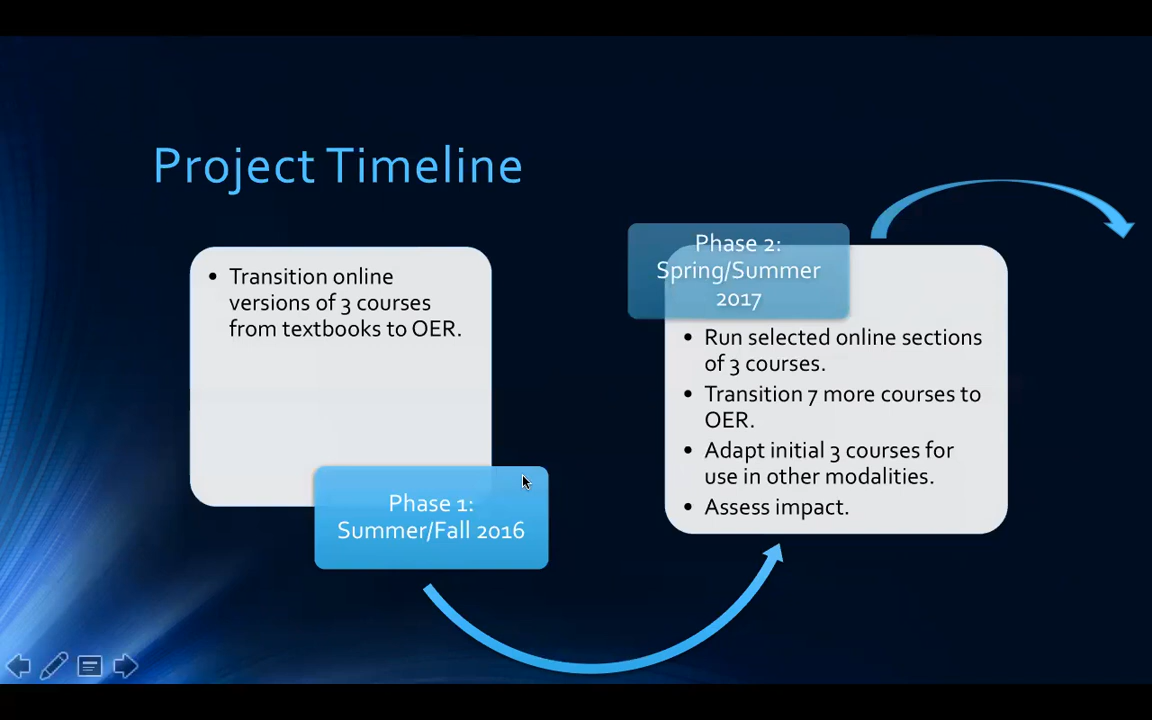 Project Timeline
• Transition online
versions of 3 courses
from textbooks to OER.
Phase 1:
Summer/Fall 2016
Phase 2:
Spring/Summer
2017
• Run selected online sections
of 3 courses.
• Transition 7 more courses to
OER.
• Adapt initial 3 courses for
use in other modalities.
• Assess impact.